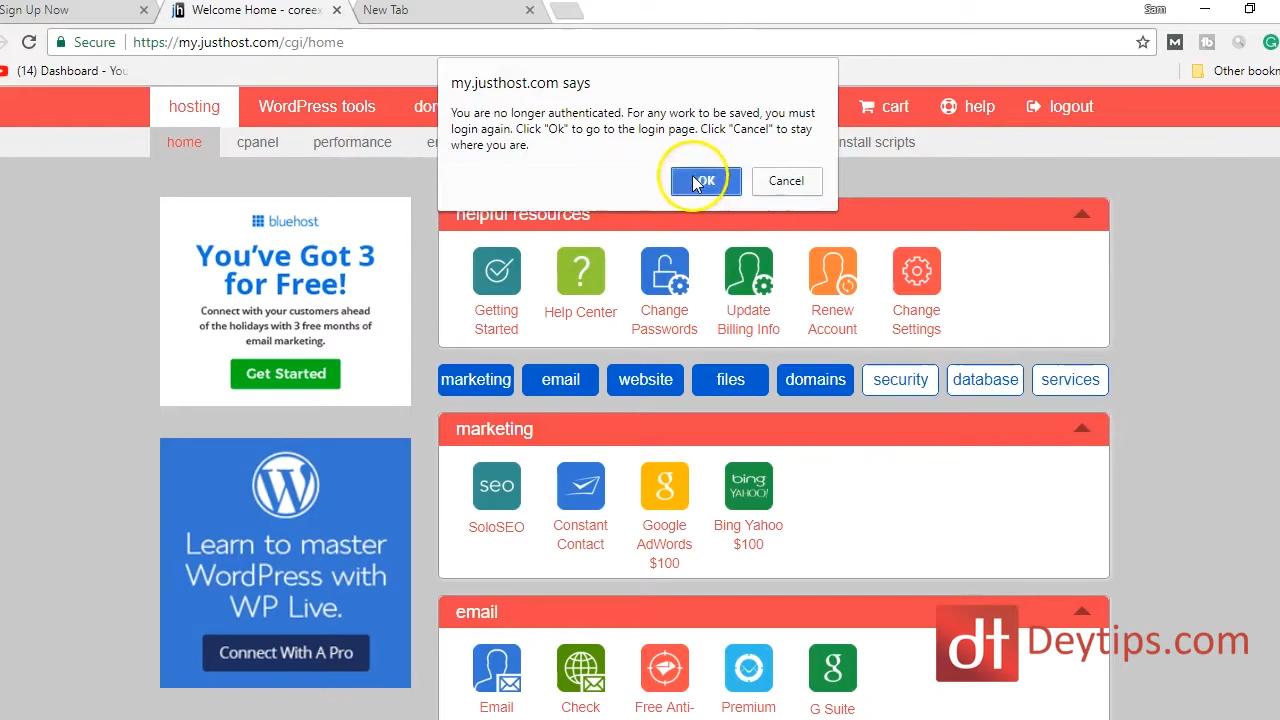 Sign Up Now
jh Welcome Home - coree
New Tab
Sam
Secure https://my.justhost.com/cgi/home
M
tb
G
(14) Dashboard - You
Other bookm
my.justhost.com says
You are no longer authenticated. For any work to be saved, you must
login again. Click "Ok" to go to the login page. Click "Cancel" to stay
where you are.
OK
Cancel
hosting
WordPress tools
dom
cart
help
logout
home
cpanel
performance
install scripts
bluehost
You've Got 3
for Free!
Connect with your customers ahead
of the holidays with 3 free months of
email marketing.
Get Started
Learn to master
WordPress with
WP Live.
Connect With A Pro
helpful resources
?
Getting
Started
Help Center
Change
Passwords
Update
Billing Info
Renew
Account
Change
Settings
marketing
email
website
files
domains
security
database
services
marketing
seo
g
bing
YAHOO!
SoloSEO
Constant
Contact
Google
AdWords
$100
Bing Yahoo
$100
email
g
Email
Check
Free Anti-
Premium
G Suite
dt Deytips.com